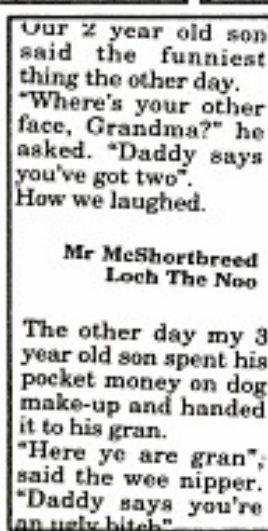 Our 2 year old son
said the funniest
thing the other day.
"Where's your other
face, Grandma?" he
asked. "Daddy says
you've got two".
How we laughed.
Mr McShortbreed
Loch The Noo
The other day my 3
year old son spent his
pocket money on dog
make-up and handed
it to his gran.
"Here ye are gran",
said the wee nipper.
"Daddy says you're
an ugly bitch"